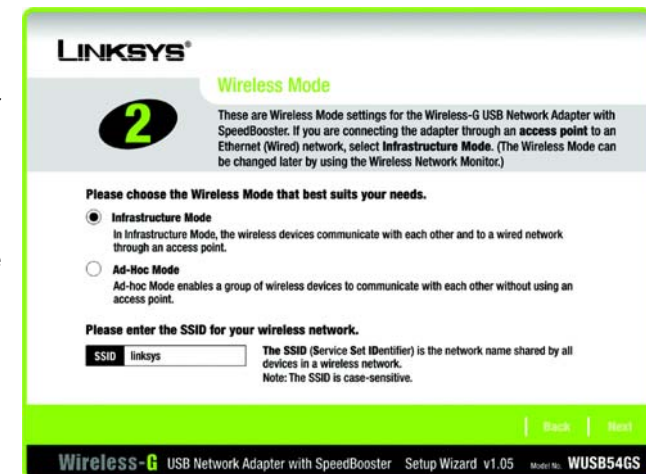 LINKSYS®
Wireless Mode
2
These are Wireless Mode settings for the Wireless-G USB Network Adapter with
SpeedBooster. If you are connecting the adapter through an access point to an
Ethernet (Wired) network, select Infrastructure Mode. (The Wireless Mode can
be changed later by using the Wireless Network Monitor.)
Please choose the Wireless Mode that best suits your needs.
Infrastructure Mode
In Infrastructure Mode, the wireless devices communicate with each other and to a wired network
through an access point.
Ad-Hoc Mode
Ad-hoc Mode enables a group of wireless devices to communicate with each other without using an
access point.
Please enter the SSID for your wireless network.
SSID linksys
The SSID (Service Set IDentifier) is the network name shared by all
devices in a wireless network.
Note: The SSID is case-sensitive.
Back | Next
Wireless-G USB Network Adapter with SpeedBooster Setup Wizard v1.05 Model No. WUSB54GS